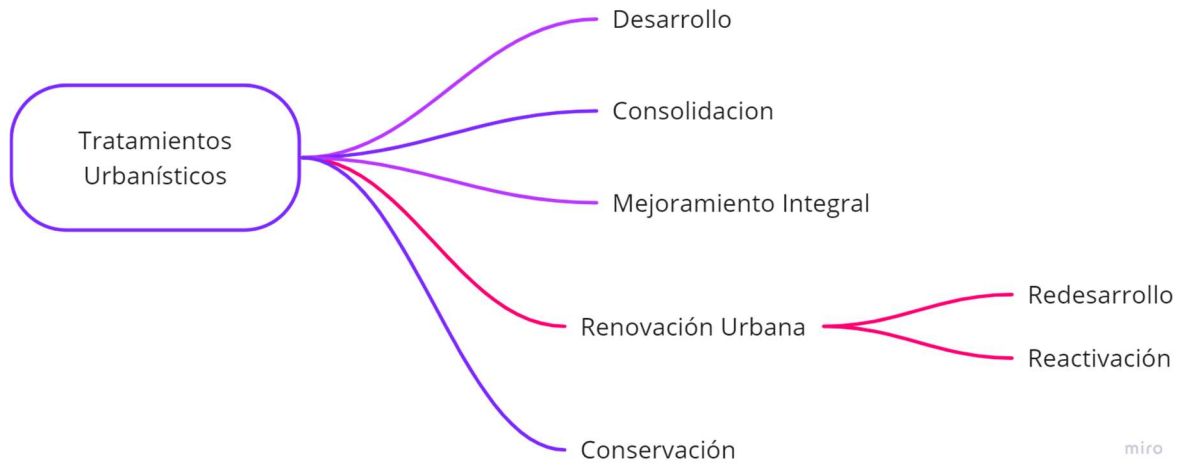 Tratamientos
Urbanísticos
Desarrollo
Consolidacion
Mejoramiento Integral
Renovación Urbana
Redesarrollo
Reactivación
Conservación
miro